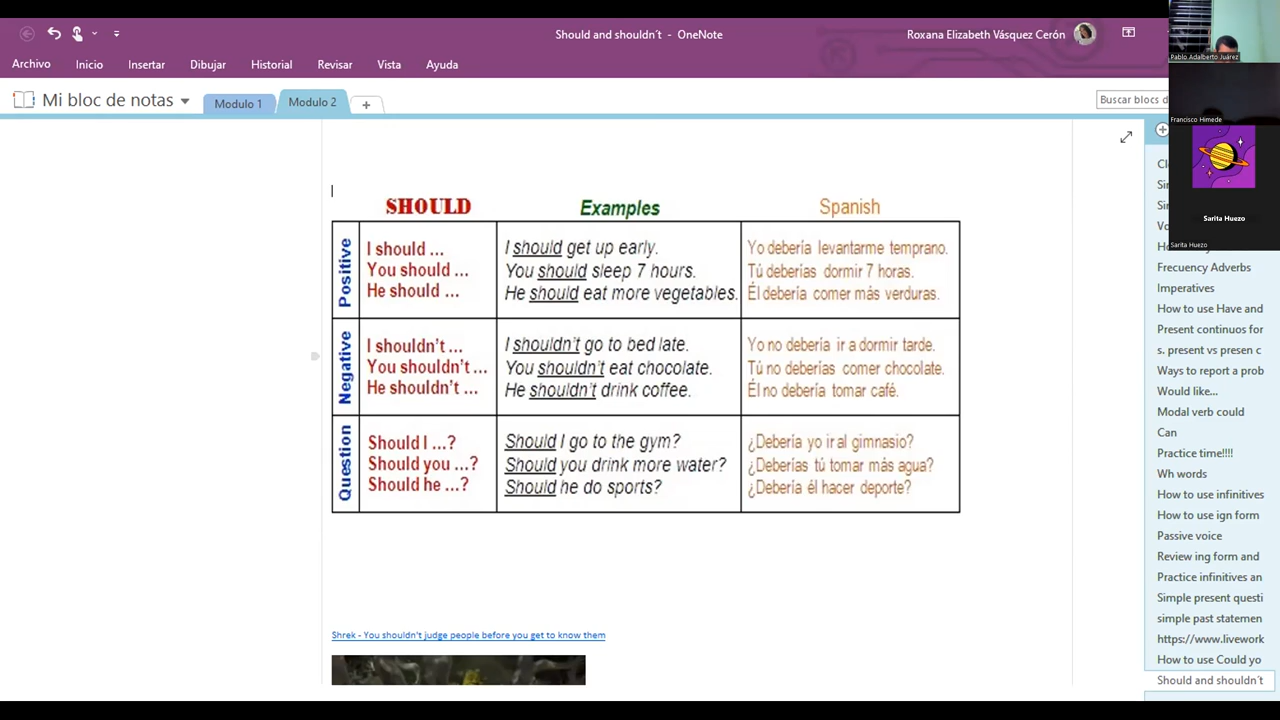 Should and shouldn´t - OneNote
Roxana Elizabeth Vásquez Cerón
Archivo Inicio Insertar Dibujar Historial Revisar Vista Ayuda
Mi bloc de notas Modulo 1 Modulo 2 +
Buscar blocs d
Pablo Adalberto Juárez
Francisco Himede
Sarita Huezo
Sarita Huezo
SHOULD Examples Spanish
Positive
I should ... I should get up early. Yo debería levantarme temprano.
You should ... You should sleep 7 hours. Tú deberías dormir 7 horas.
He should ... He should eat more vegetables. Él debería comer más verduras.
Negative
I shouldn't ... I shouldn't go to bed late. Yo no debería ir a dormir tarde.
You shouldn't ... You shouldn't eat chocolate. Tú no deberías comer chocolate.
He shouldn't ... He shouldn't drink coffee. Él no debería tomar café.
Question
Should I ...? Should I go to the gym? ¿Debería yo ir al gimnasio?
Should you ...? Should you drink more water? ¿Deberías tú tomar más agua?
Should he ...? Should he do sports? ¿Debería él hacer deporte?
Shrek - You shouldn't judge people before you get to know them
Frecuency Adverbs
Imperatives
How to use Have and
Present continuos for
s. present vs presen c
Ways to report a prob
Would like...
Modal verb could
Can
Practice time!!!!
Wh words
How to use infinitives
How to use ign form
Passive voice
Review ing form and
Practice infinitives an
Simple present questi
simple past statemen
https://www.livework
How to use Could yo
Should and shouldn´t